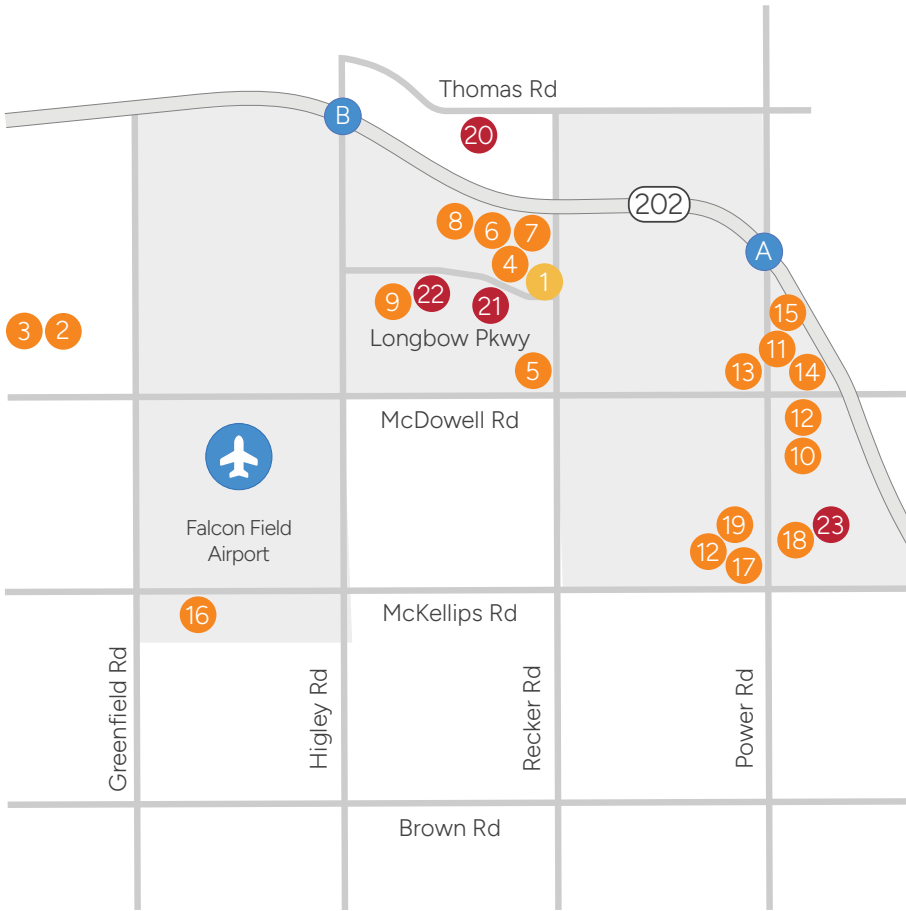 Thomas Rd
B
20
202
8
6
7
A
4
1
22
21
9
15
3
2
Longbow Pkwy
11
5
13
14
McDowell Rd
12
10
Falcon Field
Airport
19
23
18
12
17
16
McKellips Rd
Greenfield Rd
Higley Rd
Recker Rd
Power Rd
Brown Rd